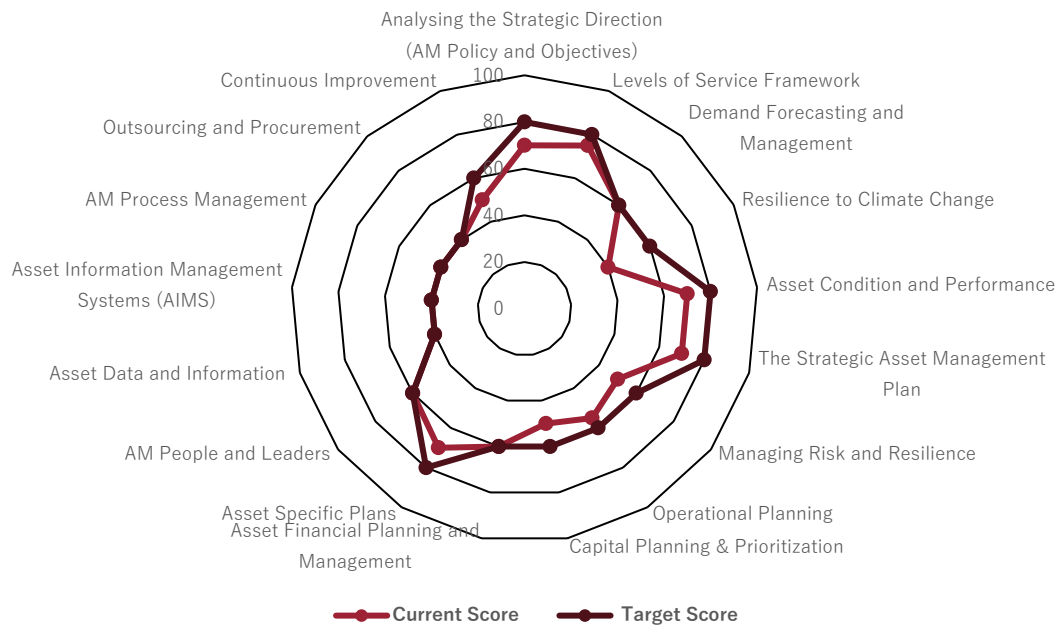 Analysing the Strategic Direction
(AM Policy and Objectives)
Levels of Service Framework
Demand Forecasting and
Management
Resilience to Climate Change
Asset Condition and Performance
The Strategic Asset Management
Plan
Managing Risk and Resilience
Operational Planning
Capital Planning & Prioritization
Asset Financial Planning and
Management
Asset Specific Plans
AM People and Leaders
Asset Data and Information
Asset Information Management
Systems (AIMS)
AM Process Management
Outsourcing and Procurement
Continuous Improvement
100
80
60
40
20
0
Current Score
Target Score